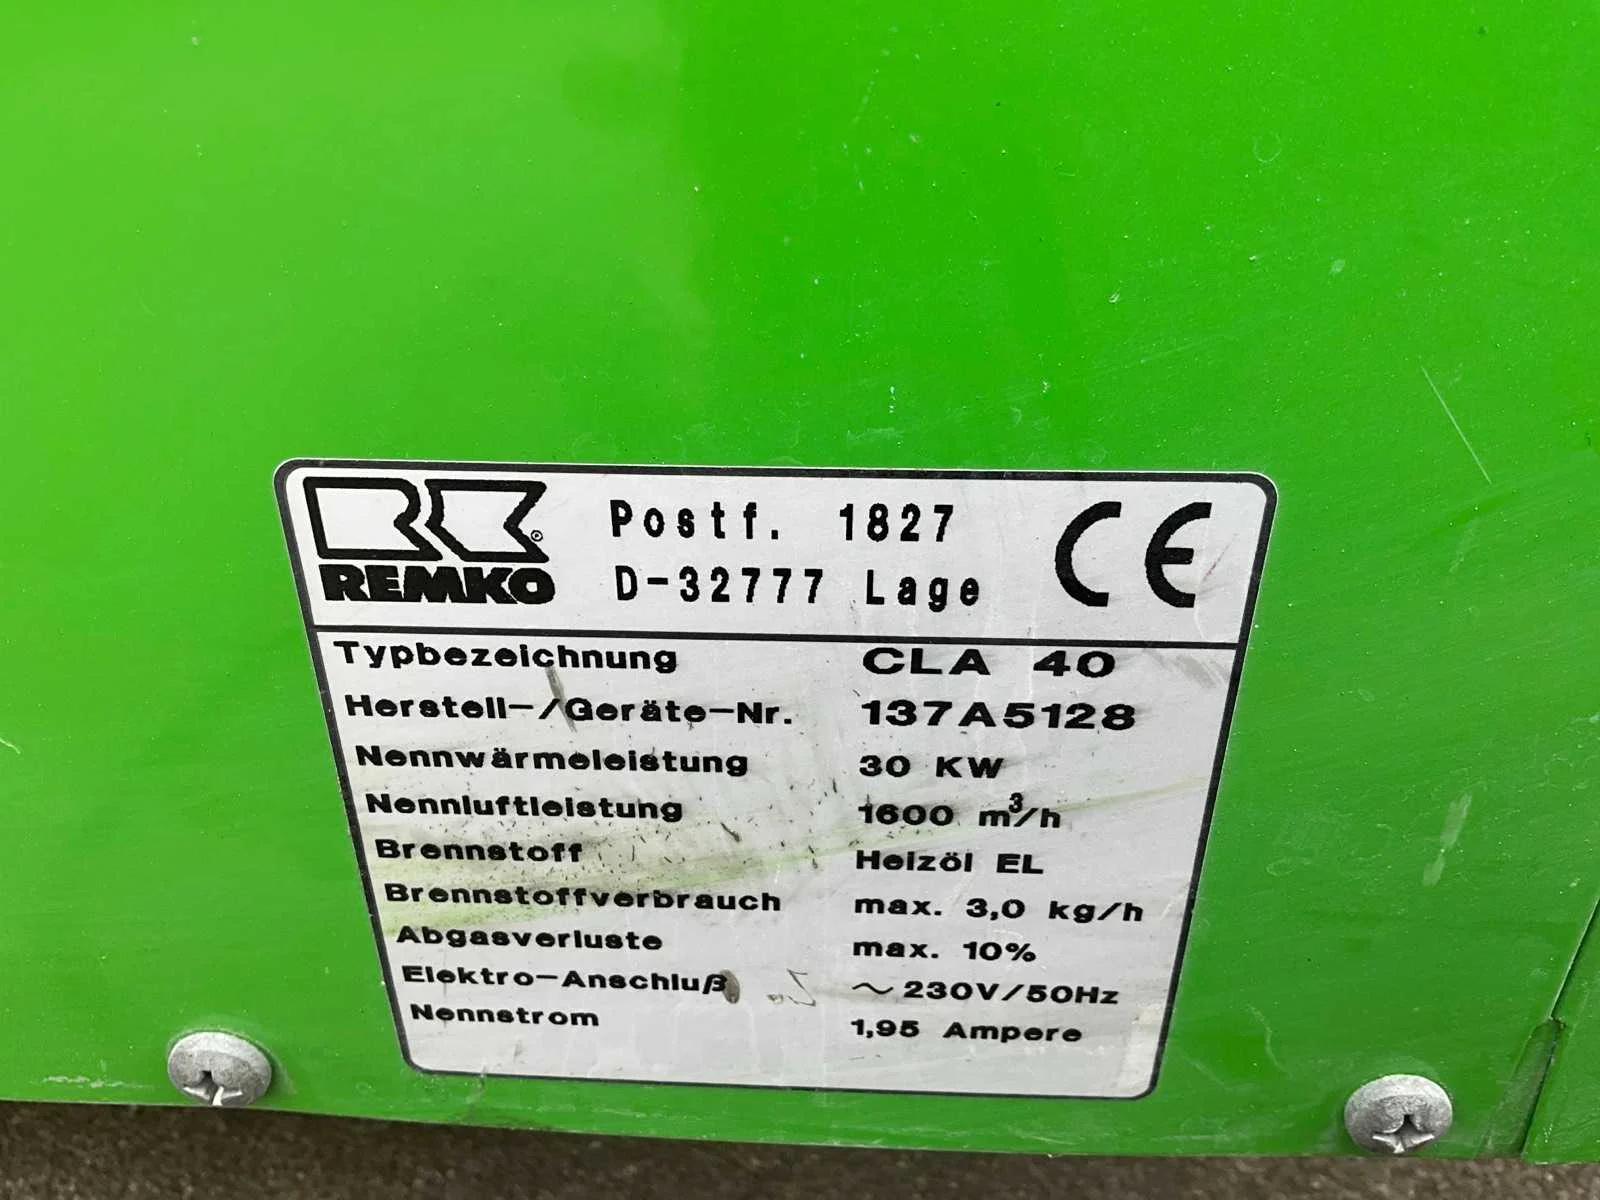 Postf. 1827
REMKO®
D-32777 Lage
CE
Typbezeichnung CLA 40
Herstell-/Geräte-Nr. 137A5128
Nennwärmeleistung 30 KW
Nennluftleistung 1600 m³/h
Brennstoff Heizöl EL
Brennstoffverbrauch max. 3,0 kg/h
Abgasverluste max. 10%
Elektro-Anschluß ~230V/50Hz
Nennstrom 1,95 Ampere